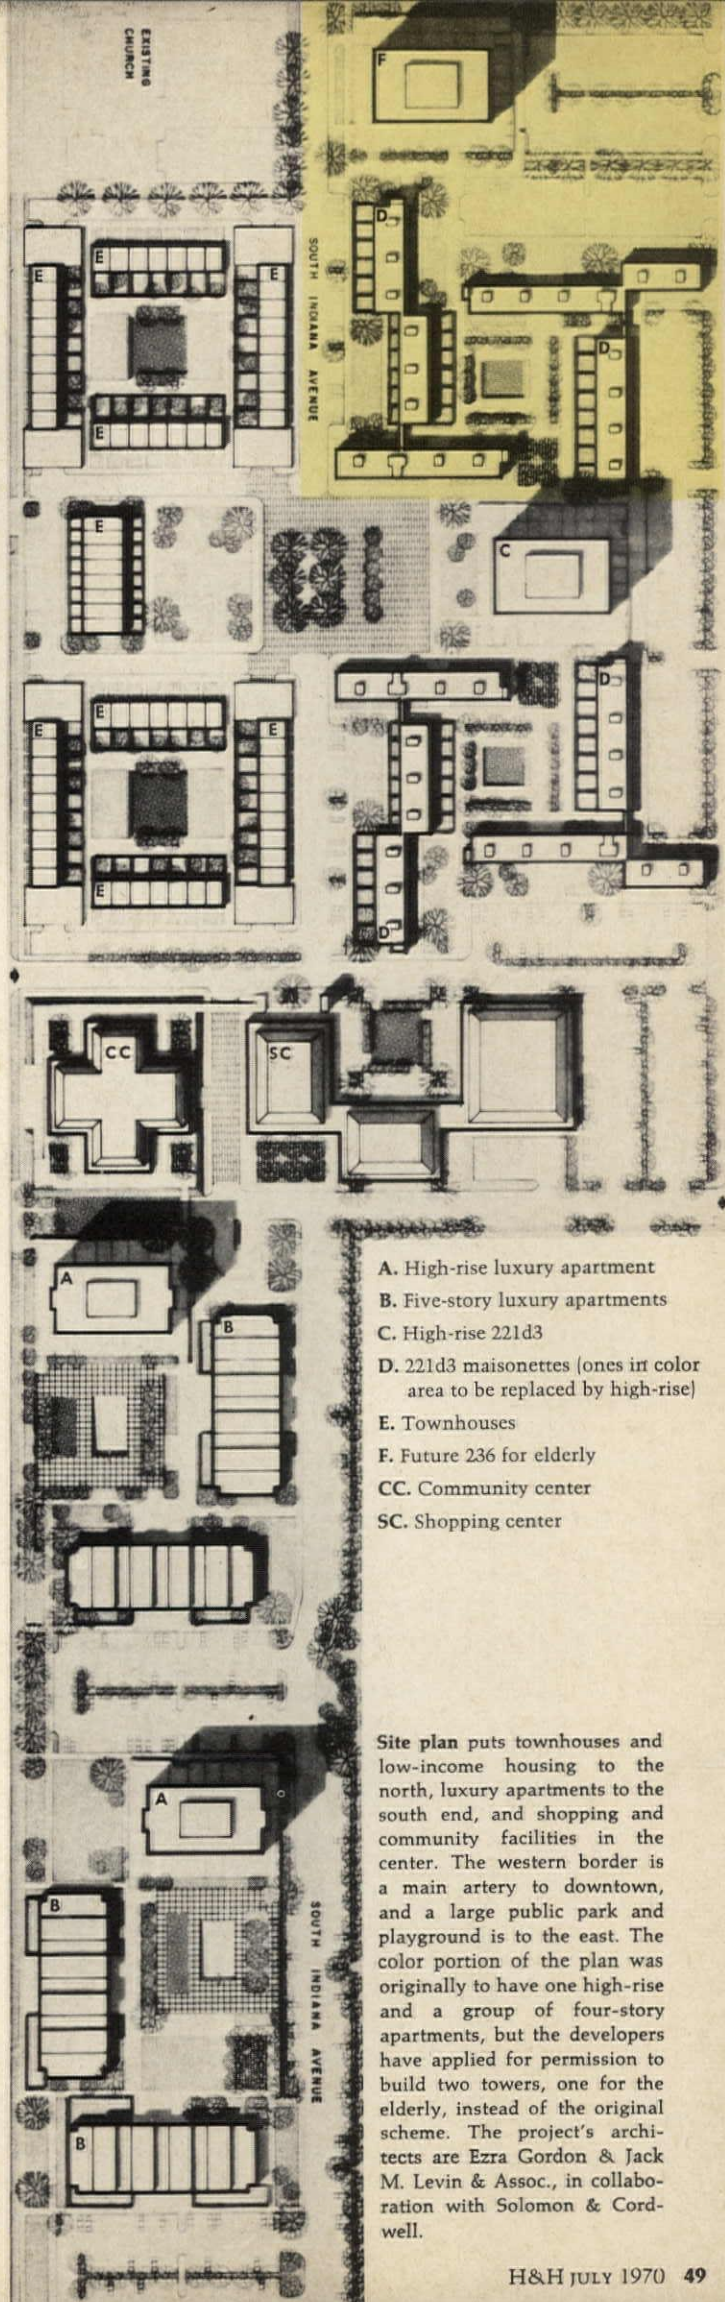 EXISTING
CHURCH
F
D
E
E
E
SOUTH INDIANA AVENUE
D
E
E
C
E
D
E
E
E
D
CC
SC
A
B
A
B
SOUTH INDIANA AVENUE
B
A. High-rise luxury apartment
B. Five-story luxury apartments
C. High-rise 221d3
D. 221d3 maisonettes (ones in color
area to be replaced by high-rise)
E. Townhouses
F. Future 236 for elderly
CC. Community center
SC. Shopping center
Site plan puts townhouses and
low-income housing to the
north, luxury apartments to the
south end, and shopping and
community facilities in the
center. The western border is
a main artery to downtown,
and a large public park and
playground is to the east. The
color portion of the plan was
originally to have one high-rise
and a group of four-story
apartments, but the developers
have applied for permission to
build two towers, one for the
elderly, instead of the original
scheme. The project's archi-
tects are Ezra Gordon & Jack
M. Levin & Assoc., in collabo-
ration with Solomon & Cord-
well.
H&H JULY 1970 49